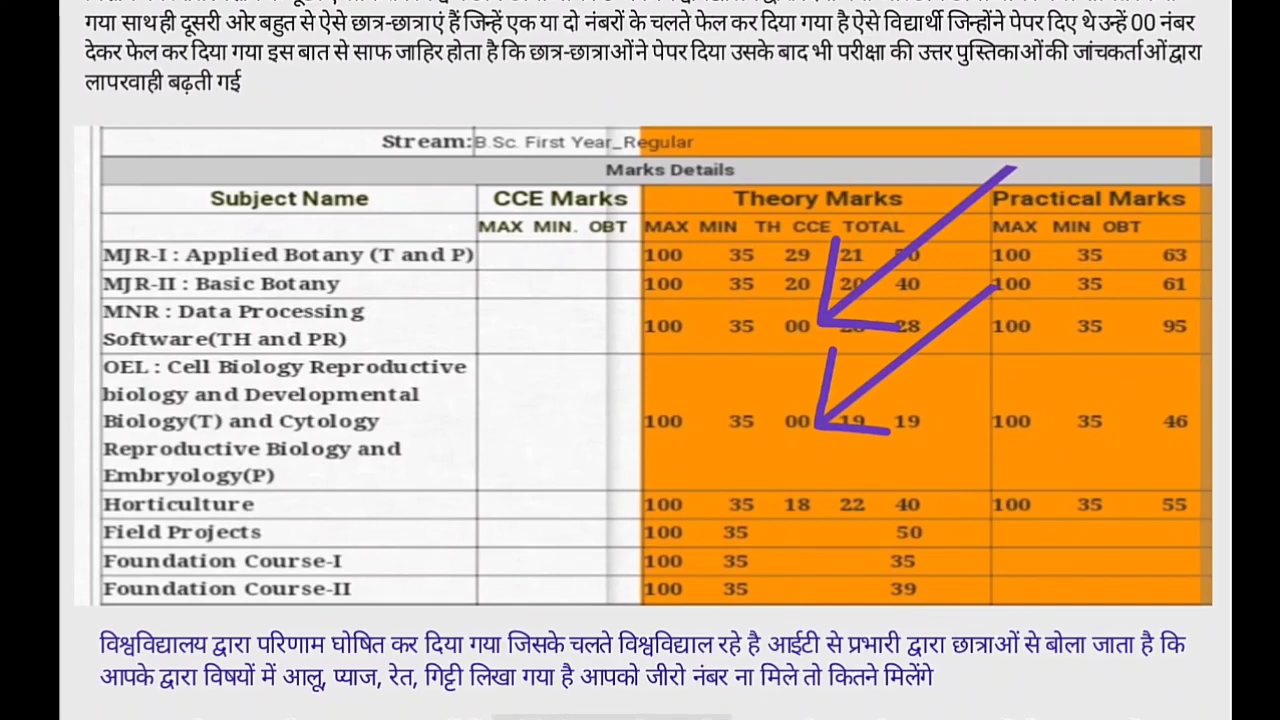 गया साथ ही दूसरी ओर बहुत से ऐसे छात्र-छात्राएं हैं जिन्हें एक या दो नंबरों के चलते फेल कर दिया गया है ऐसे विद्यार्थी जिन्होंने पेपर दिए थे उन्हें 00 नंबर
देकर फेल कर दिया गया इस बात से साफ जाहिर होता है कि छात्र-छात्राओं ने पेपर दिया उसके बाद भी परीक्षा की उत्तर पुस्तिकाओं की जांचकर्ताओं द्वारा
लापरवाही बढ़ती गई
Stream: B.Sc. First Year_Regular
Marks Details
Subject Name CCE Marks Theory Marks Practical Marks
MAX MIN. OBT MAX MIN TH CCE TOTAL MAX MIN OBT
MJR-I : Applied Botany (T and P) 100 35 29 21 100 35 63
MJR-II : Basic Botany 100 35 20 20 40 100 35 61
MNR : Data Processing
Software(TH and PR) 100 35 00 28 100 35 95
OEL : Cell Biology Reproductive
biology and Developmental
Biology(T) and Cytology 100 35 00 19 19 100 35 46
Reproductive Biology and
Embryology(P)
Horticulture 100 35 18 22 40 100 35 55
Field Projects 100 35 50
Foundation Course-I 100 35 35
Foundation Course-II 100 35 39
विश्वविद्यालय द्वारा परिणाम घोषित कर दिया गया जिसके चलते विश्वविद्याल रहे है आईटी से प्रभारी द्वारा छात्राओं से बोला जाता है कि
आपके द्वारा विषयों में आलू, प्याज, रेत, गिट्टी लिखा गया है आपको जीरो नंबर ना मिले तो कितने मिलेंगे